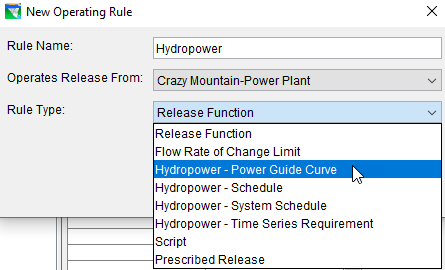 New Operating Rule
Rule Name: Hydropower
Operates Release From: Crazy Mountain-Power Plant
Rule Type: Release Function
Release Function
Flow Rate of Change Limit
Hydropower - Power Guide Curve
Hydropower - Schedule
Hydropower - System Schedule
Hydropower - Time Series Requirement
Script
Prescribed Release